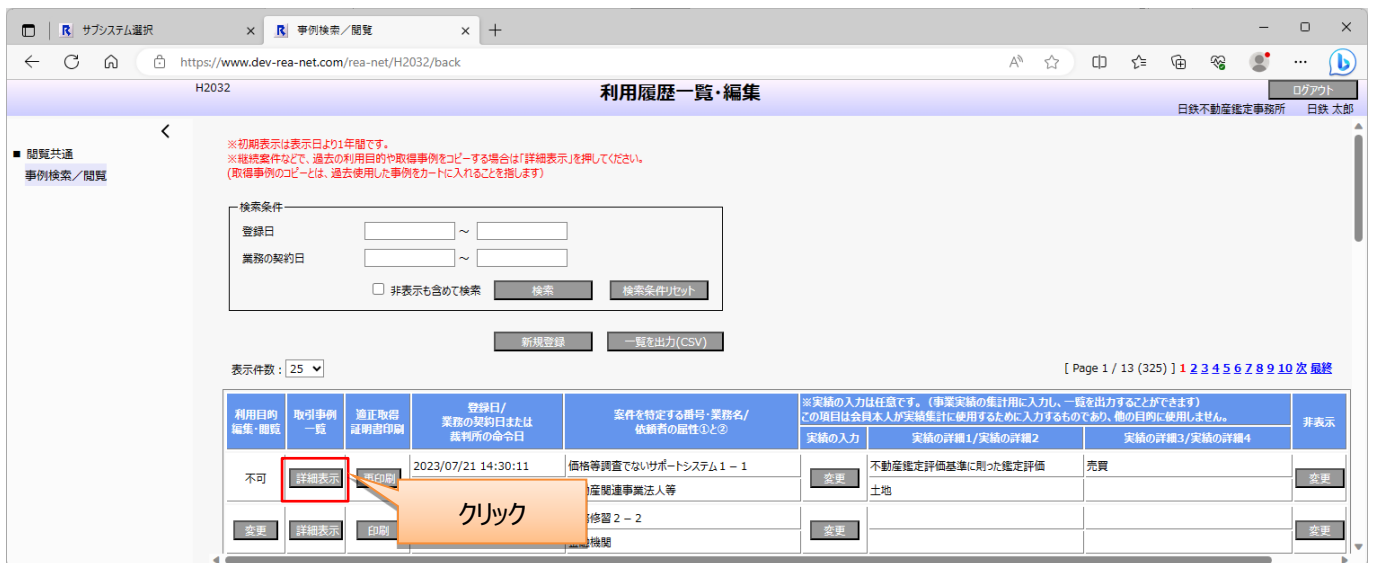 サブシステム選択
事例検索／閲覧
https://www.dev-rea-net.com/rea-net/H2032/back
H2032
利用履歴一覧･編集
ログアウト
日鉄不動産鑑定事務所 日鉄 太郎
■ 閲覧共通
事例検索／閲覧
※初期表示は表示日より1年間です。
※継続案件などで、過去の利用目的や取得事例をコピーする場合は「詳細表示」を押してください。
(取得事例のコピーとは、過去使用した事例をカートに入れることを指します)
検索条件
登録日 ～
業務の契約日 ～
非表示も含めて検索 検索 検索条件リセット
新規登録 一覧を出力(CSV)
表示件数 : 25
[ Page 1 / 13 (325) ] 1 2 3 4 5 6 7 8 9 10 次 最終
利用目的
編集･閲覧
取引事例
一覧
適正取得
証明書印刷
登録日/
業務の契約日または
裁判所の命令日
案件を特定する番号･業務名/
依頼者の属性①と②
※実績の入力は任意です。（事業実績の集計用に入力し、一覧を出力することができます）
この項目は会員本人が実績集計に使用するために入力するものであり、他の目的に使用しません。
実績の入力 実績の詳細1/実績の詳細2 実績の詳細3/実績の詳細4
非表示
不可 詳細表示 再印刷 2023/07/21 14:30:11 価格等調査でないサポートシステム１－１ 変更 不動産鑑定評価基準に則った鑑定評価 売買 変更
動産関連事業法人等 土地
クリック
変更 詳細表示 印刷 修習２－２ 変更 変更
金融機関